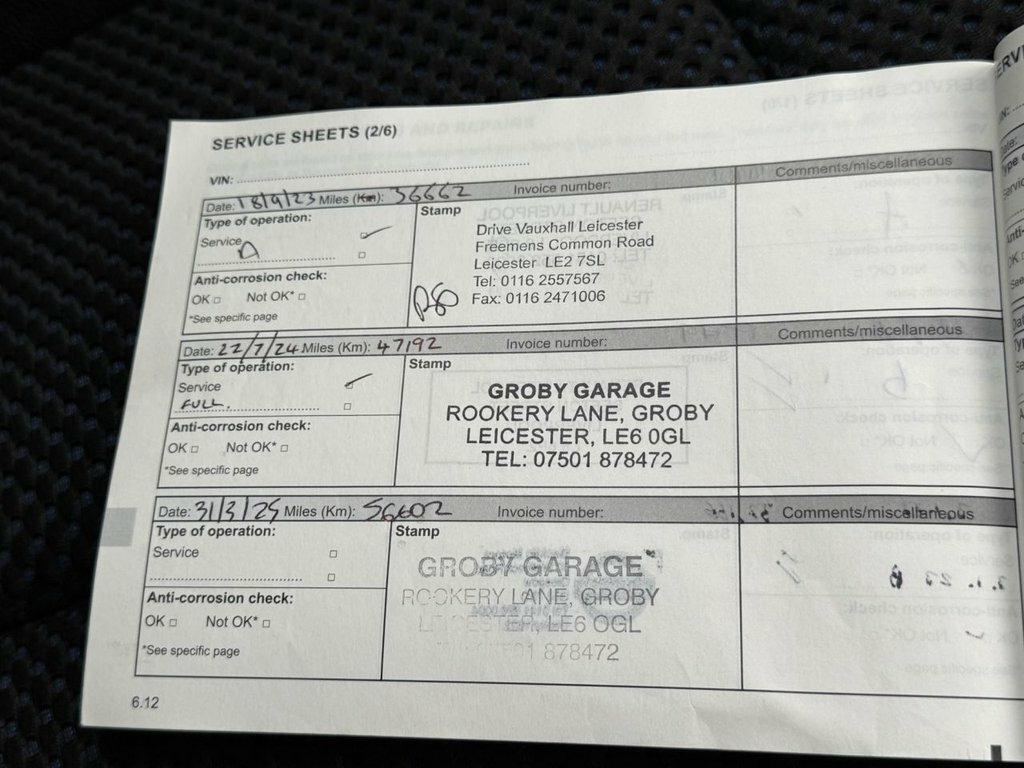 SERVICE SHEETS (2/6)
VIN:
Date: 18/9/23 Miles (Km): 36662 Invoice number: Comments/miscellaneous
Type of operation:
Service
A
Anti-corrosion check:
OK Not OK*
*See specific page
Stamp
Drive Vauxhall Leicester
Freemens Common Road
Leicester LE2 7SL
Tel: 0116 2557567
Fax: 0116 2471006
Date: 22/7/24 Miles (Km): 47192 Invoice number: Comments/miscellaneous
Type of operation:
Service
FULL.
Anti-corrosion check:
OK Not OK*
*See specific page
Stamp
GROBY GARAGE
ROOKERY LANE, GROBY
LEICESTER, LE6 0GL
TEL: 07501 878472
Date: 31/3/25 Miles (Km): 56602 Invoice number: Comments/miscellaneous
Type of operation:
Service
Anti-corrosion check:
OK Not OK*
*See specific page
Stamp
GROBY GARAGE
ROOKERY LANE, GROBY
LEICESTER, LE6 0GL
878472
6.12